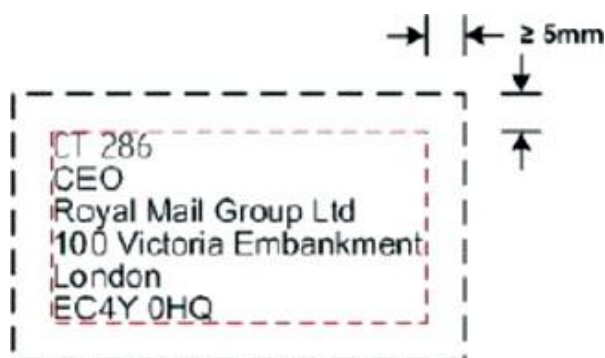 ≥ 5mm
CT 286
CEO
Royal Mail Group Ltd
100 Victoria Embankment
London
EC4Y 0HQ